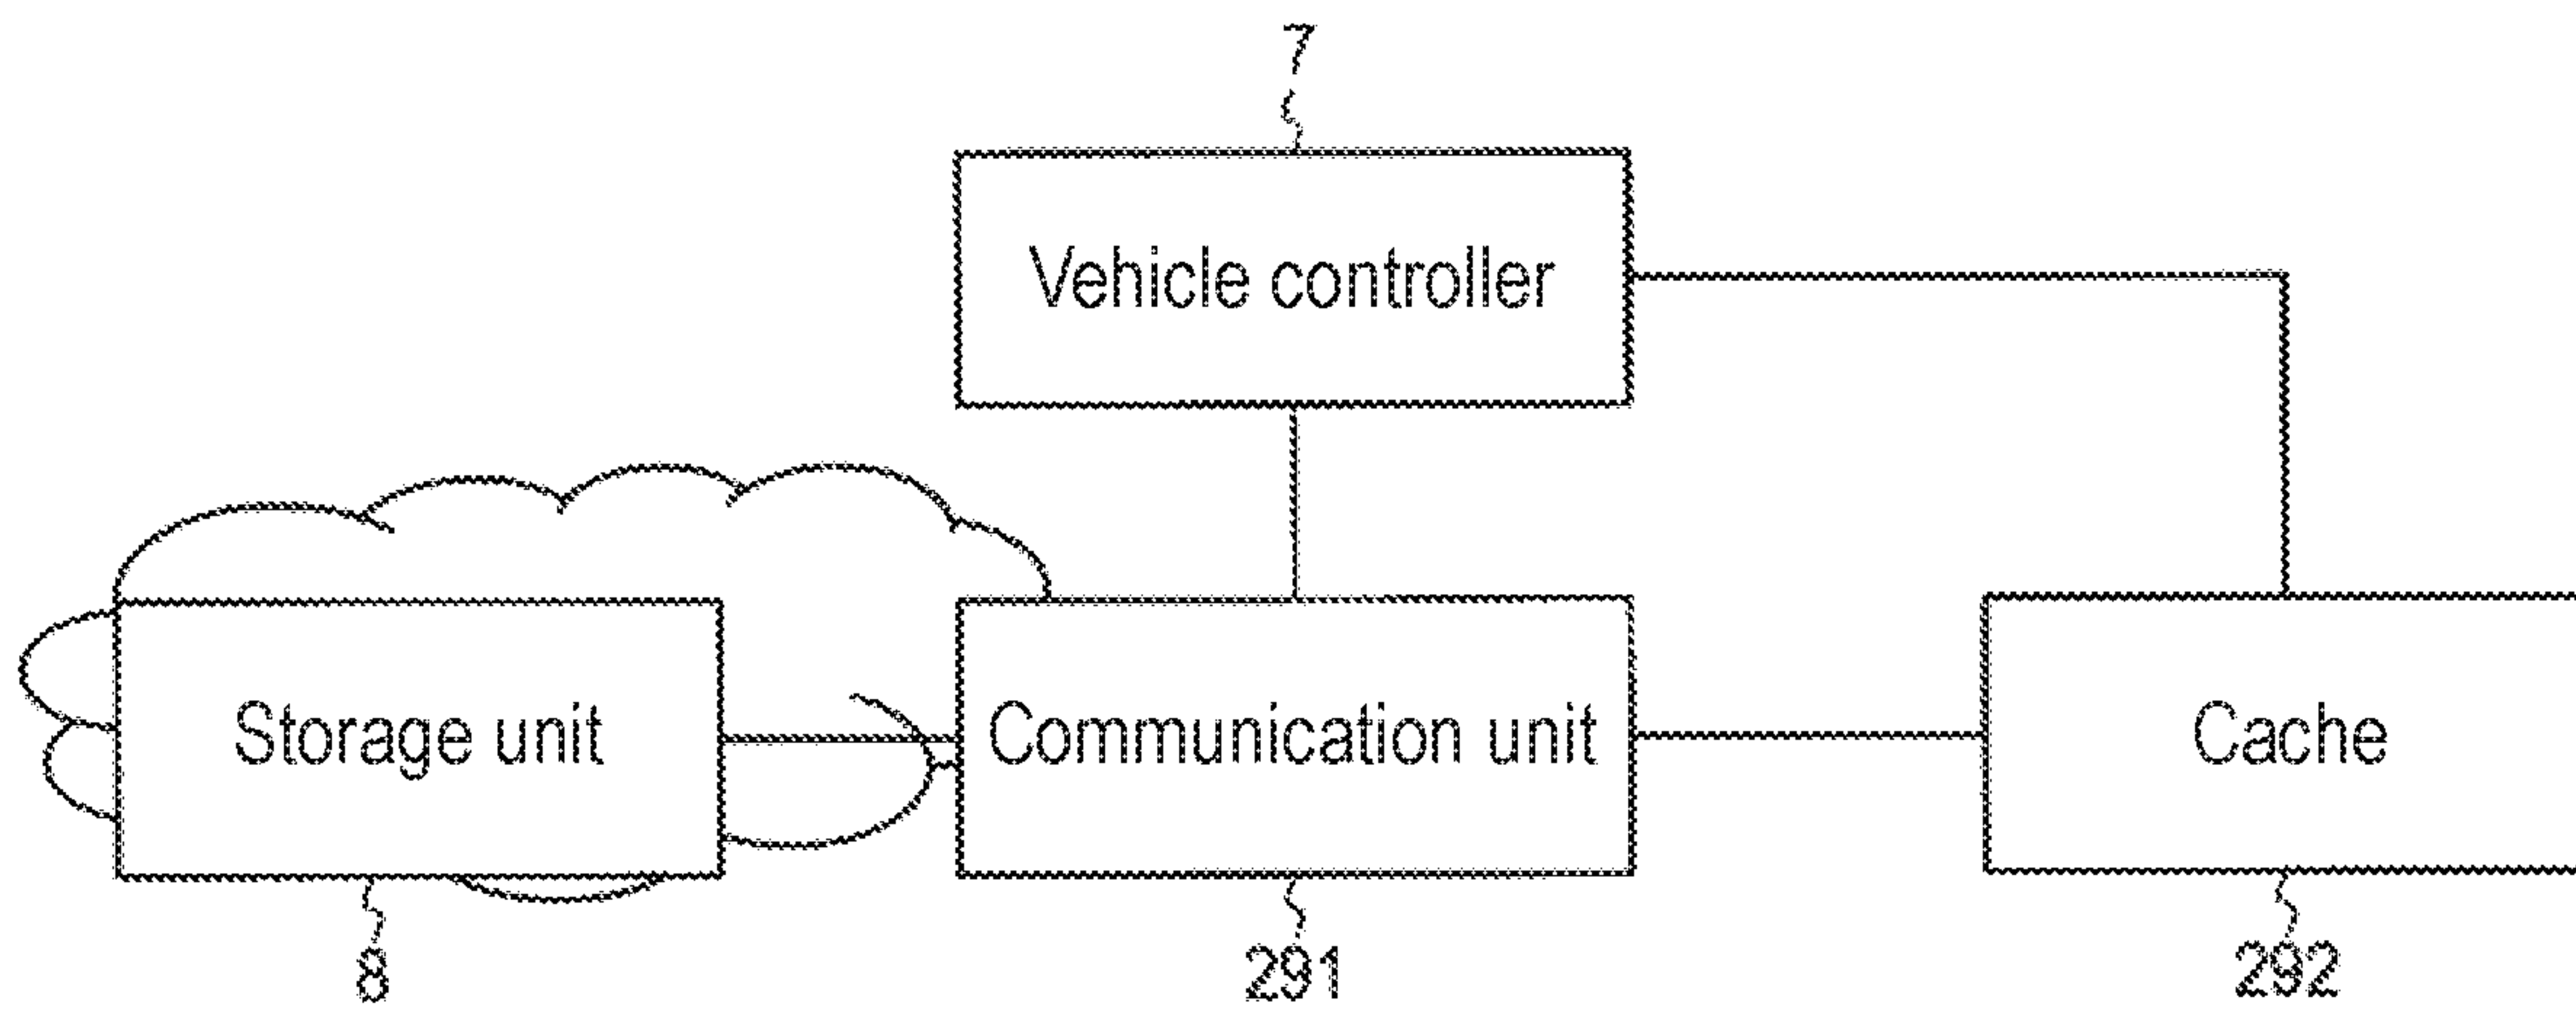 7
Vehicle controller
Storage unit
Communication unit
Cache
8
291
292